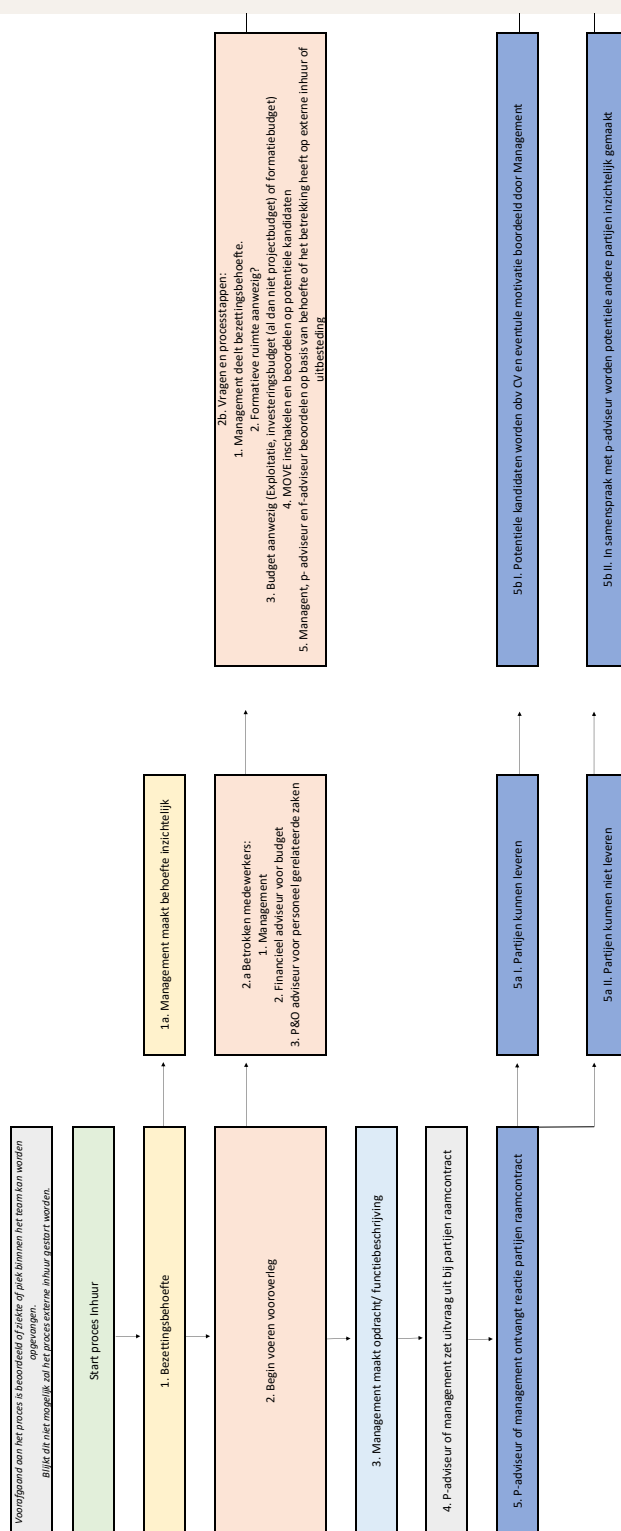 Voorafgaand aan het proces is beoordeeld of ziekte of piek binnnen het team kan worden
opgevangen.
Blijkt dit niet mogelijk zal het proces externe inhuur gestart worden.
Start proces Inhuur
1. Bezettingsbehoefte
1a. Management maakt behoefte inzichtelijk
2. Begin voeren vooroverleg
2.a Betrokken medewerkers:
1. Management
2. Financieel adviseur voor budget
3. P&O adviseur voor personeel gerelateerde zaken
2b. Vragen en processtappen:
1. Management deelt bezettingsbehoefte.
2. Formatieve ruimte aanwezig?
3. Budget aanwezig (Exploitatie, investeringsbudget (al dan niet projectbudget) of formatiebudget)
4. MOVE inschakelen en beoordelen op potentiele kandidaten
5. Managent, p- adviseur en f-adviseur beoordelen op basis van behoefte of het betrekking heeft op externe inhuur of
uitbesteding
3. Management maakt opdracht/ functiebeschrijving
4. P-adviseur of management zet uitvraag uit bij partijen raamcontract
5. P-adviseur of management ontvangt reactie partijen raamcontract
5a I. Partijen kunnen leveren
5b I. Potentiele kandidaten worden obv CV en eventule motivatie boordeeld door Management
5a II. Partijen kunnen niet leveren
5b II. In samenspraak met p-adviseur worden potentiele andere partijen inzichtelijk gemaakt